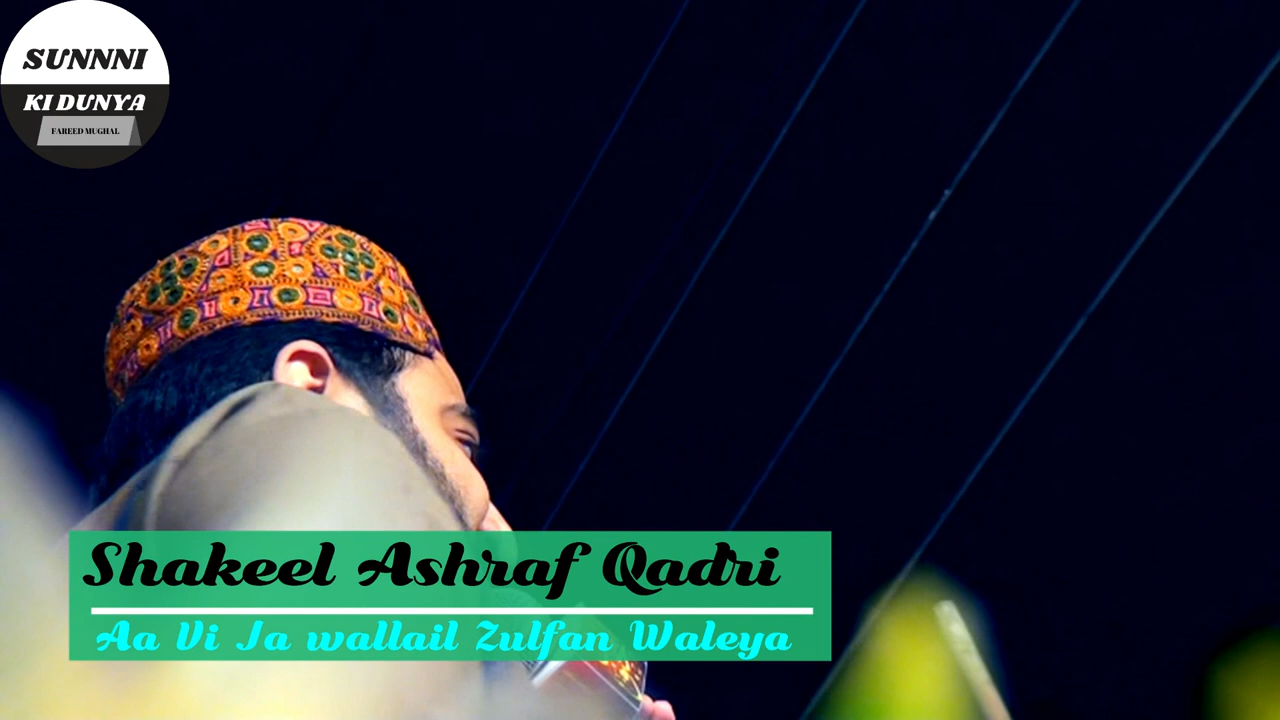 SUNNNI
KI DUNYA
FAREED MUGHAL
Shakeel Ashraf Qadri
Aa Vi Ja wallail Zulfan Waleya